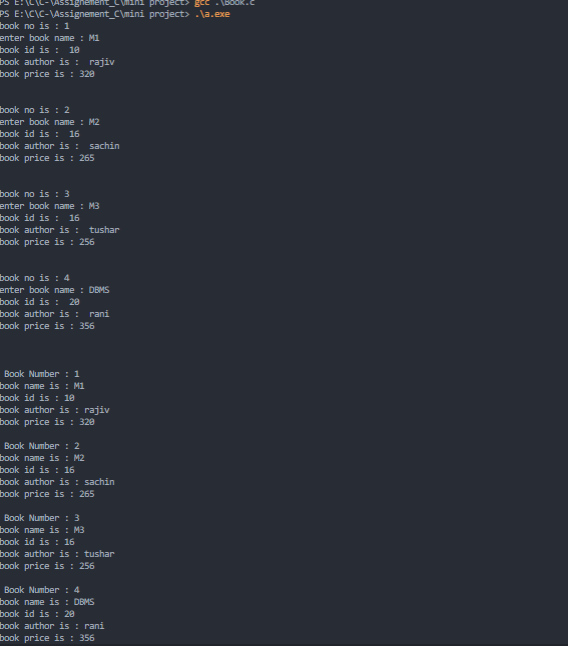 PS E:\C\C-\Assignement_C\mini project> gcc .\Book.c
PS E:\C\C-\Assignement_C\mini project> .\a.exe
book no is : 1
enter book name : M1
book id is :  10
book author is :  rajiv
book price is : 320
book no is : 2
enter book name : M2
book id is :  16
book author is :  sachin
book price is : 265
book no is : 3
enter book name : M3
book id is :  16
book author is :  tushar
book price is : 256
book no is : 4
enter book name : DBMS
book id is :  20
book author is :  rani
book price is : 356
Book Number : 1
book name is : M1
book id is : 10
book author is : rajiv
book price is : 320
Book Number : 2
book name is : M2
book id is : 16
book author is : sachin
book price is : 265
Book Number : 3
book name is : M3
book id is : 16
book author is : tushar
book price is : 256
Book Number : 4
book name is : DBMS
book id is : 20
book author is : rani
book price is : 356